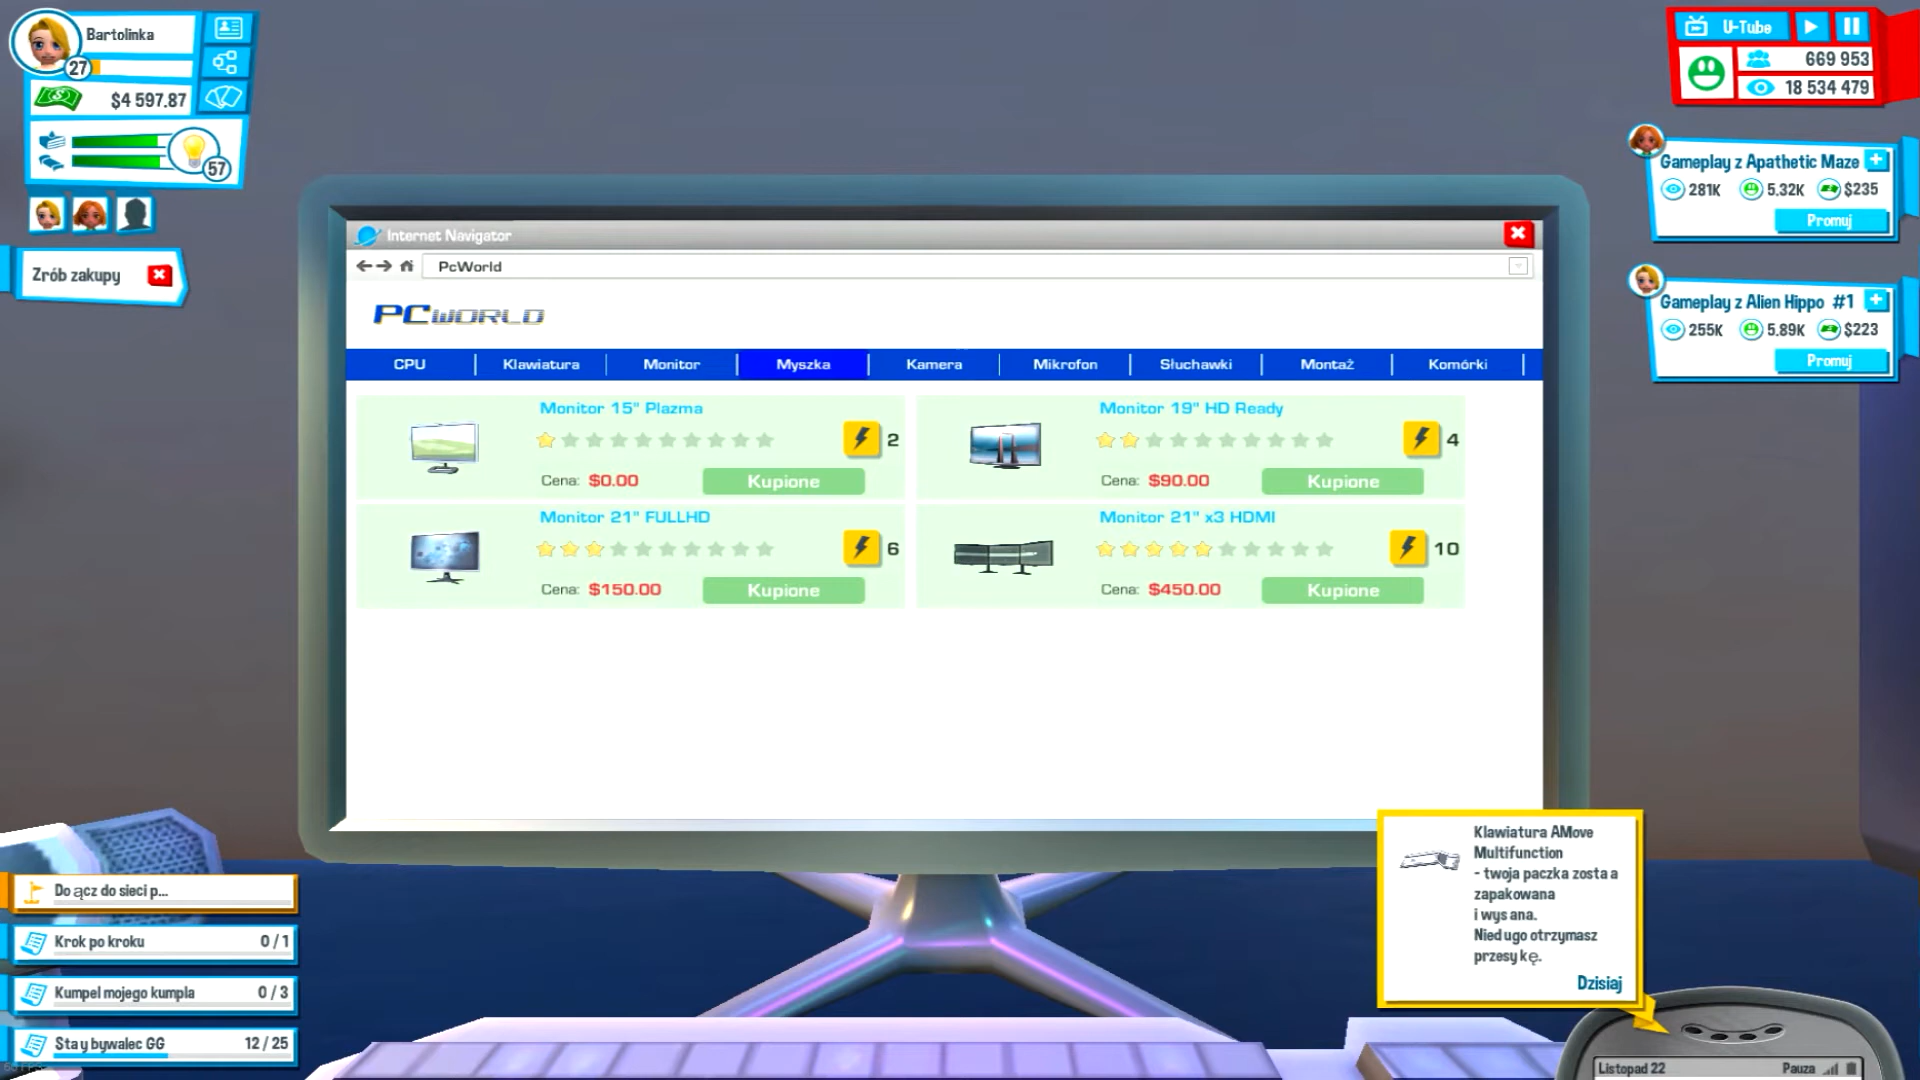 Bartolinka
27
$4 597.87
57
Zrób zakupy
U-Tube
669 953
18 534 479
Gameplay z Apathetic Maze
281K 5.32K $235
Promuj
Gameplay z Alien Hippo #1
255K 5.89K $223
Promuj
Internet Navigator
PcWorld
PCWORLD
CPU Klawiatura Monitor Myszka Kamera Mikrofon Słuchawki Montaż Komórki
Monitor 15" Plazma
2
Cena: $0.00 Kupione
Monitor 19" HD Ready
4
Cena: $90.00 Kupione
Monitor 21" FULLHD
6
Cena: $150.00 Kupione
Monitor 21" x3 HDMI
10
Cena: $450.00 Kupione
Do ącz do sieci p...
Krok po kroku 0 / 1
Kumpel mojego kumpla 0 / 3
Sta y bywalec GG 12 / 25
Klawiatura AMove
Multifunction
- twoja paczka zosta a
zapakowana
i wys ana.
Nied ugo otrzymasz
przesy kę.
Dzisiaj
Listopad 22 Pauza